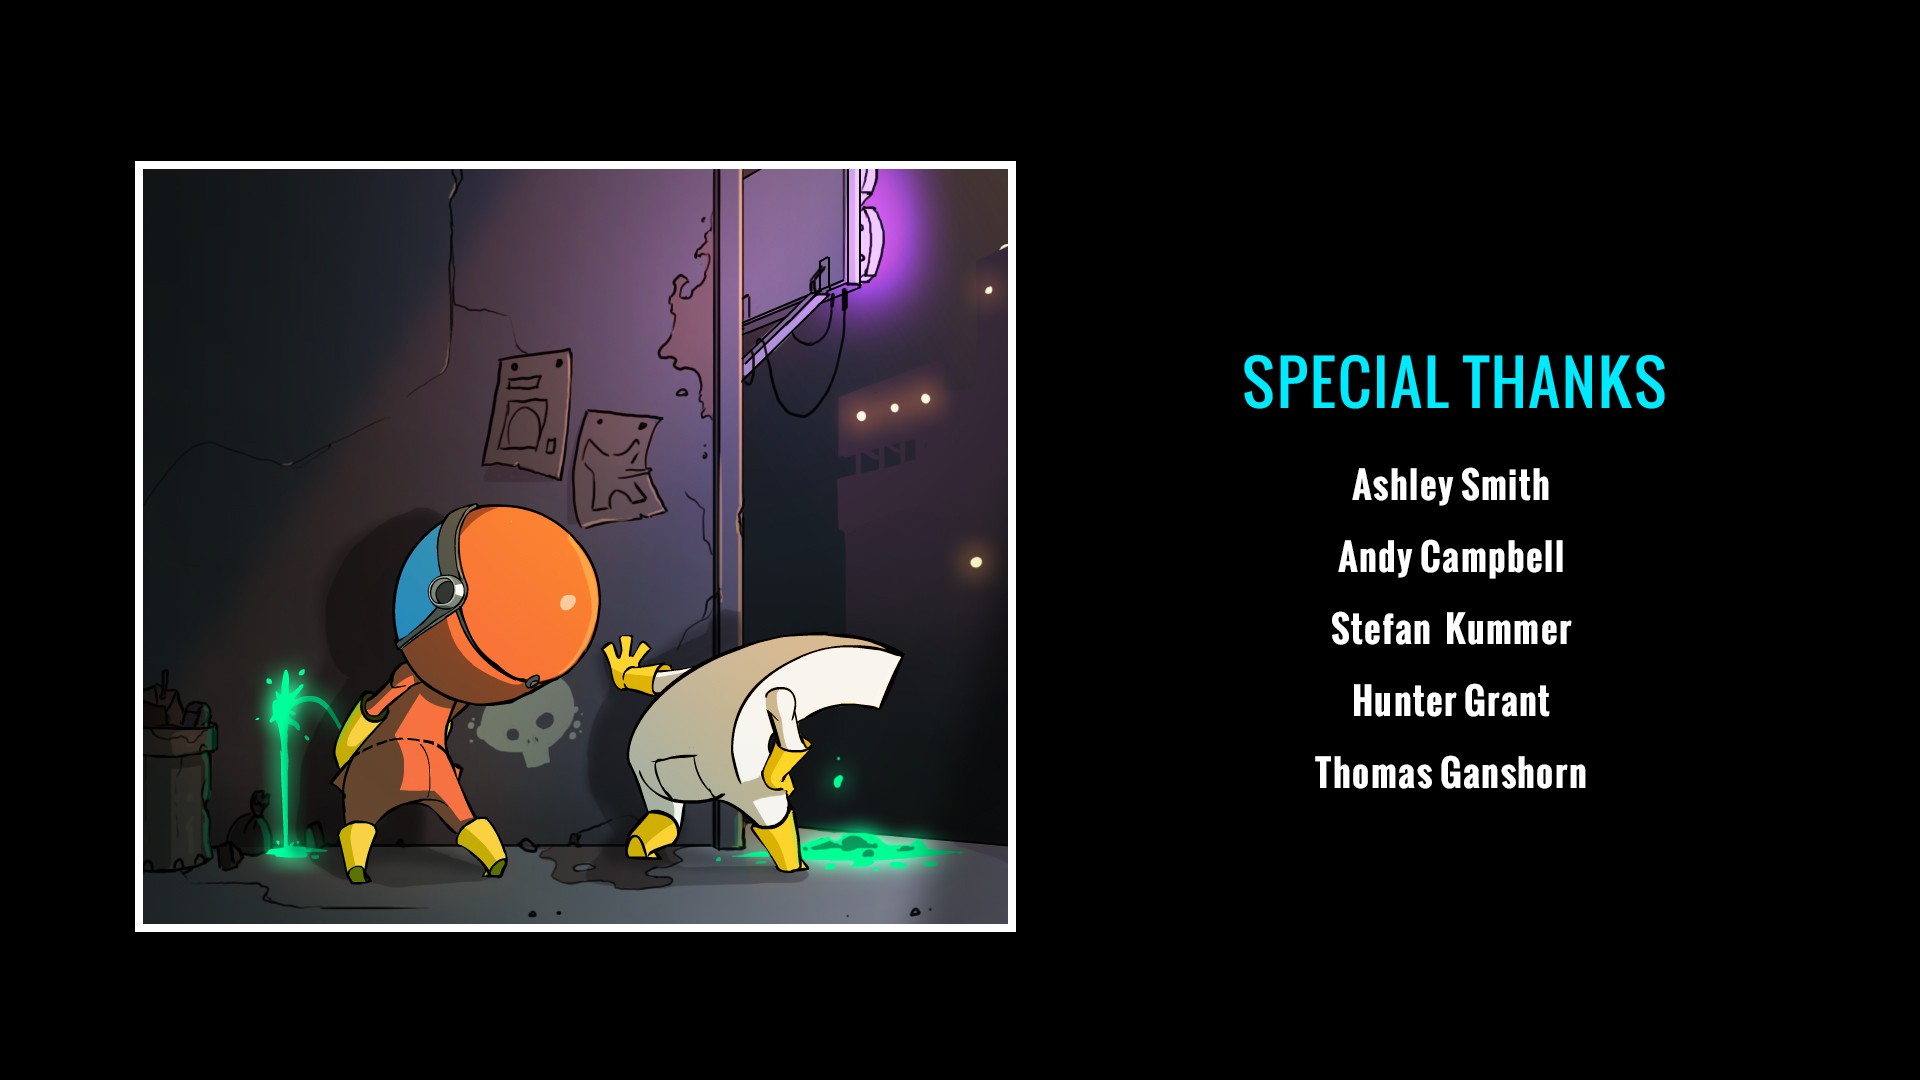 SPECIAL THANKS
Ashley Smith
Andy Campbell
Stefan Kummer
Hunter Grant
Thomas Ganshorn